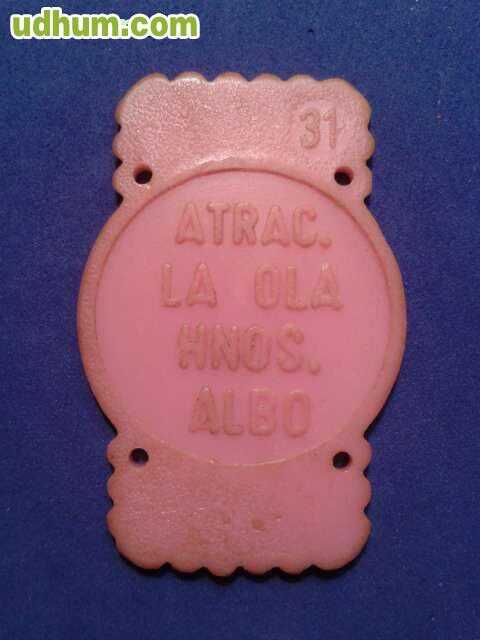 udhum.com
31
ATRAC.
LA OLA
HNOS.
ALBO